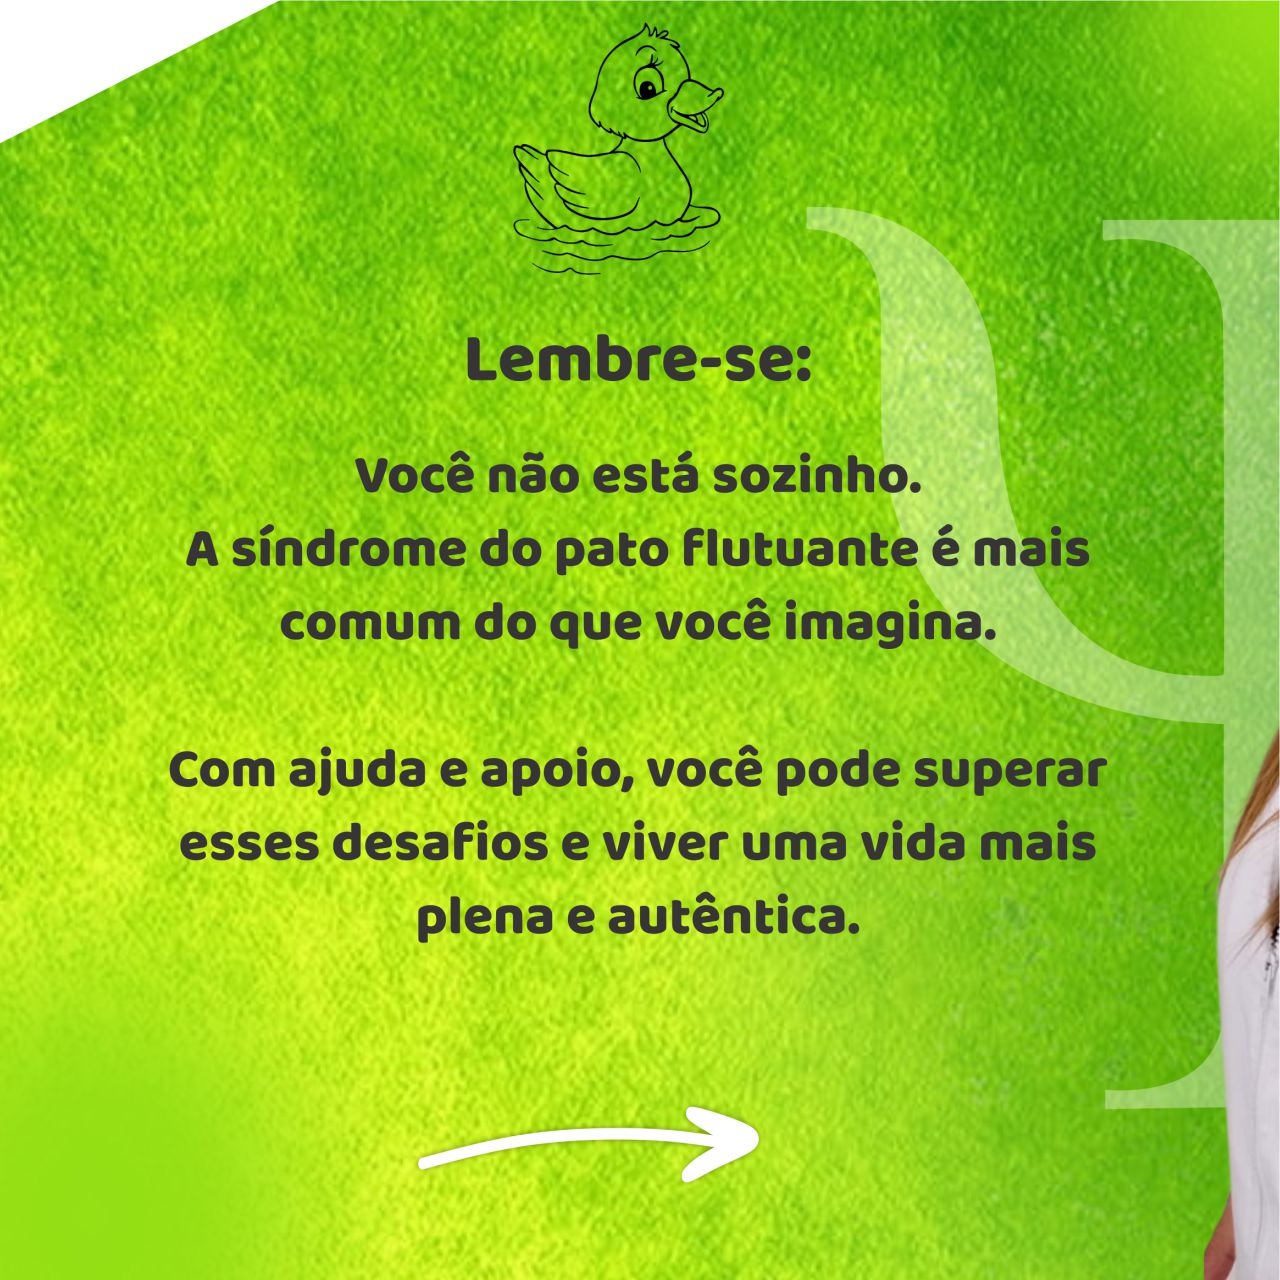 Lembre-se:
Você não está sozinho.
A síndrome do pato flutuante é mais
comum do que você imagina.
Com ajuda e apoio, você pode superar
esses desafios e viver uma vida mais
plena e autêntica.